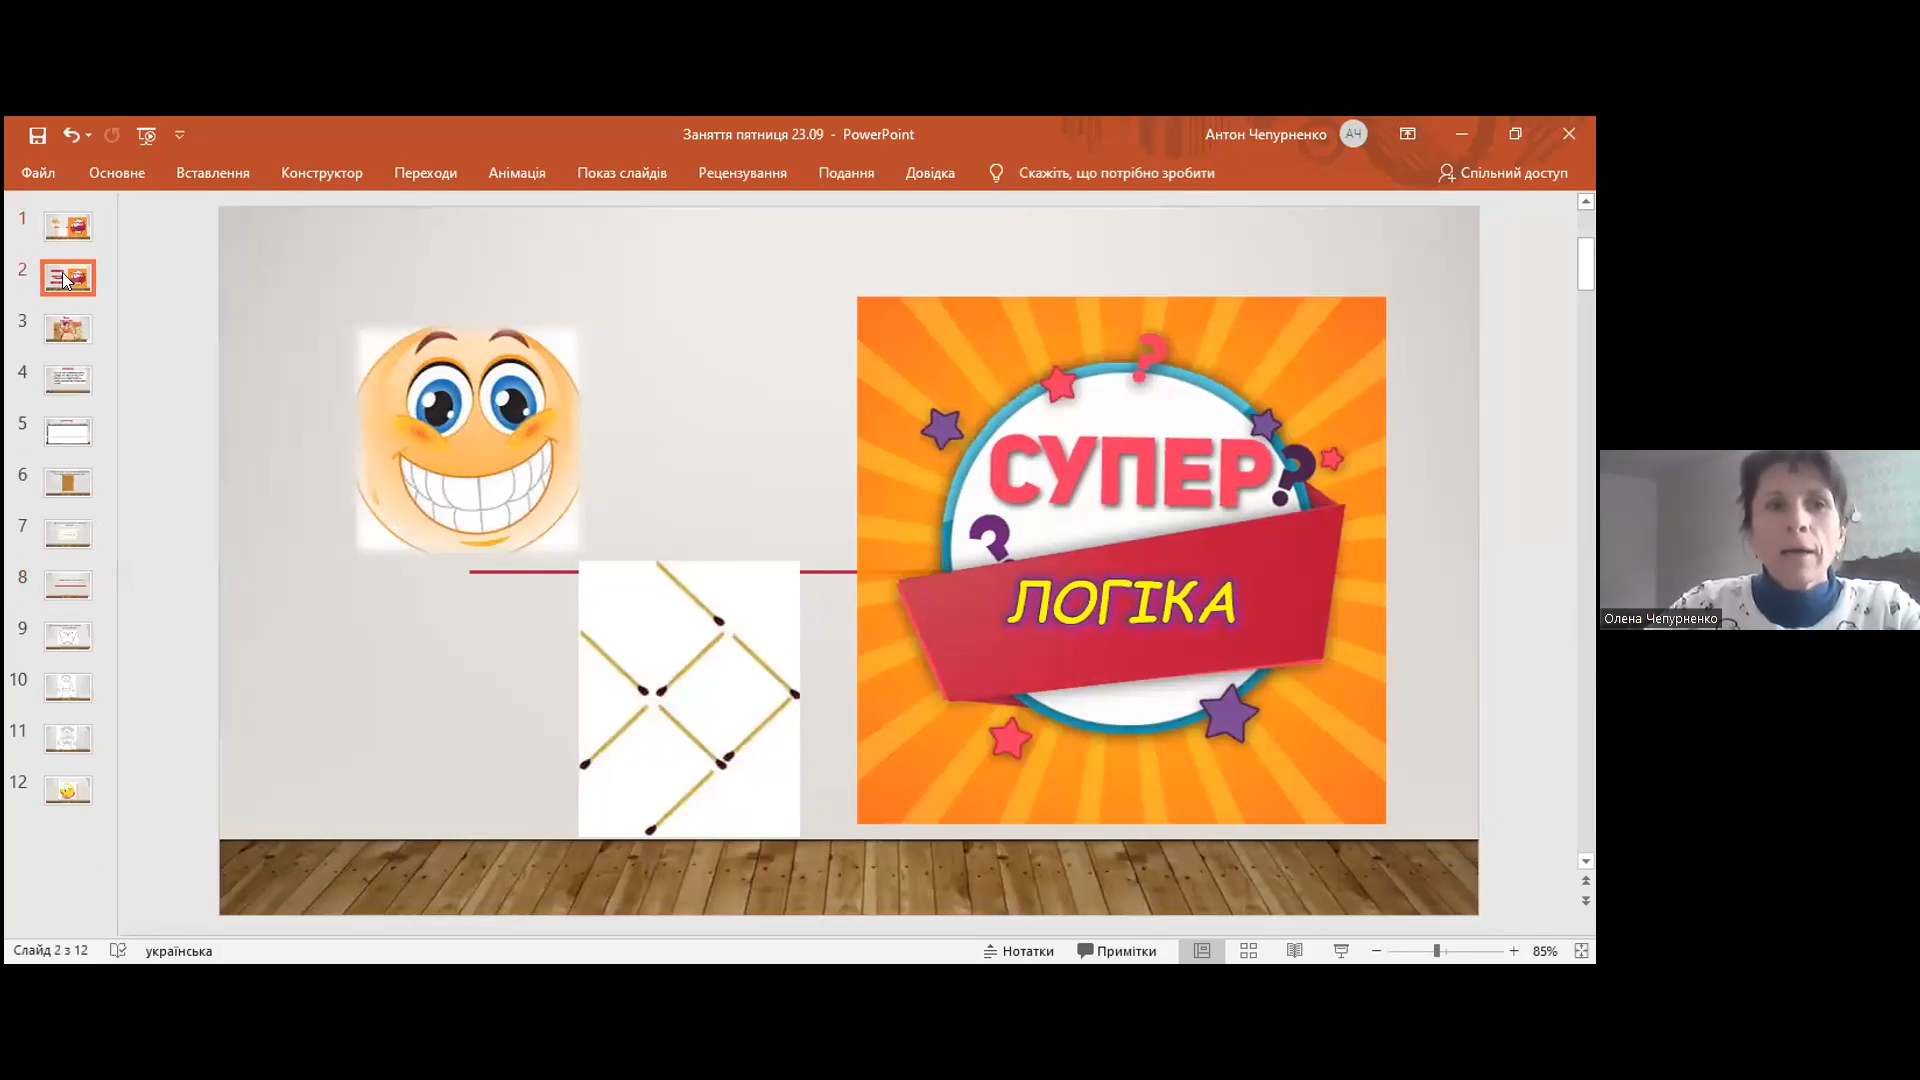 Заняття пятниця 23.09 - PowerPoint
Антон Чепурненко
АЧ
Файл Основне Вставлення Конструктор Переходи Анімація Показ слайдів Рецензування Подання Довідка Скажіть, що потрібно зробити Спільний доступ
1
2
3
4
5
6
7
8
9
10
11
12
?
СУПЕР?
?
ЛОГІКА
Олена Чепурненко
Слайд 2 з 12 українська Нотатки Примітки 85%